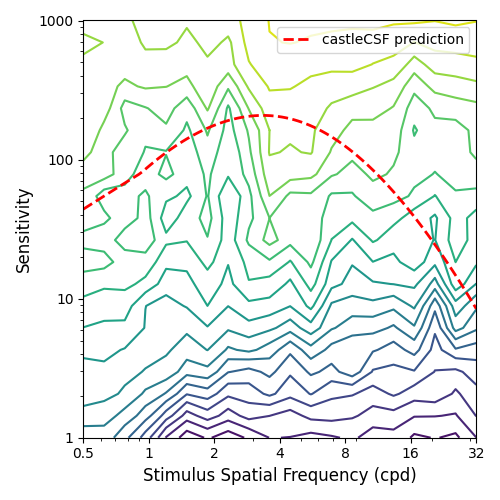 1000
castleCSF prediction
100
10
1
Sensitivity
0.5 1 2 4 8 16 32
Stimulus Spatial Frequency (cpd)